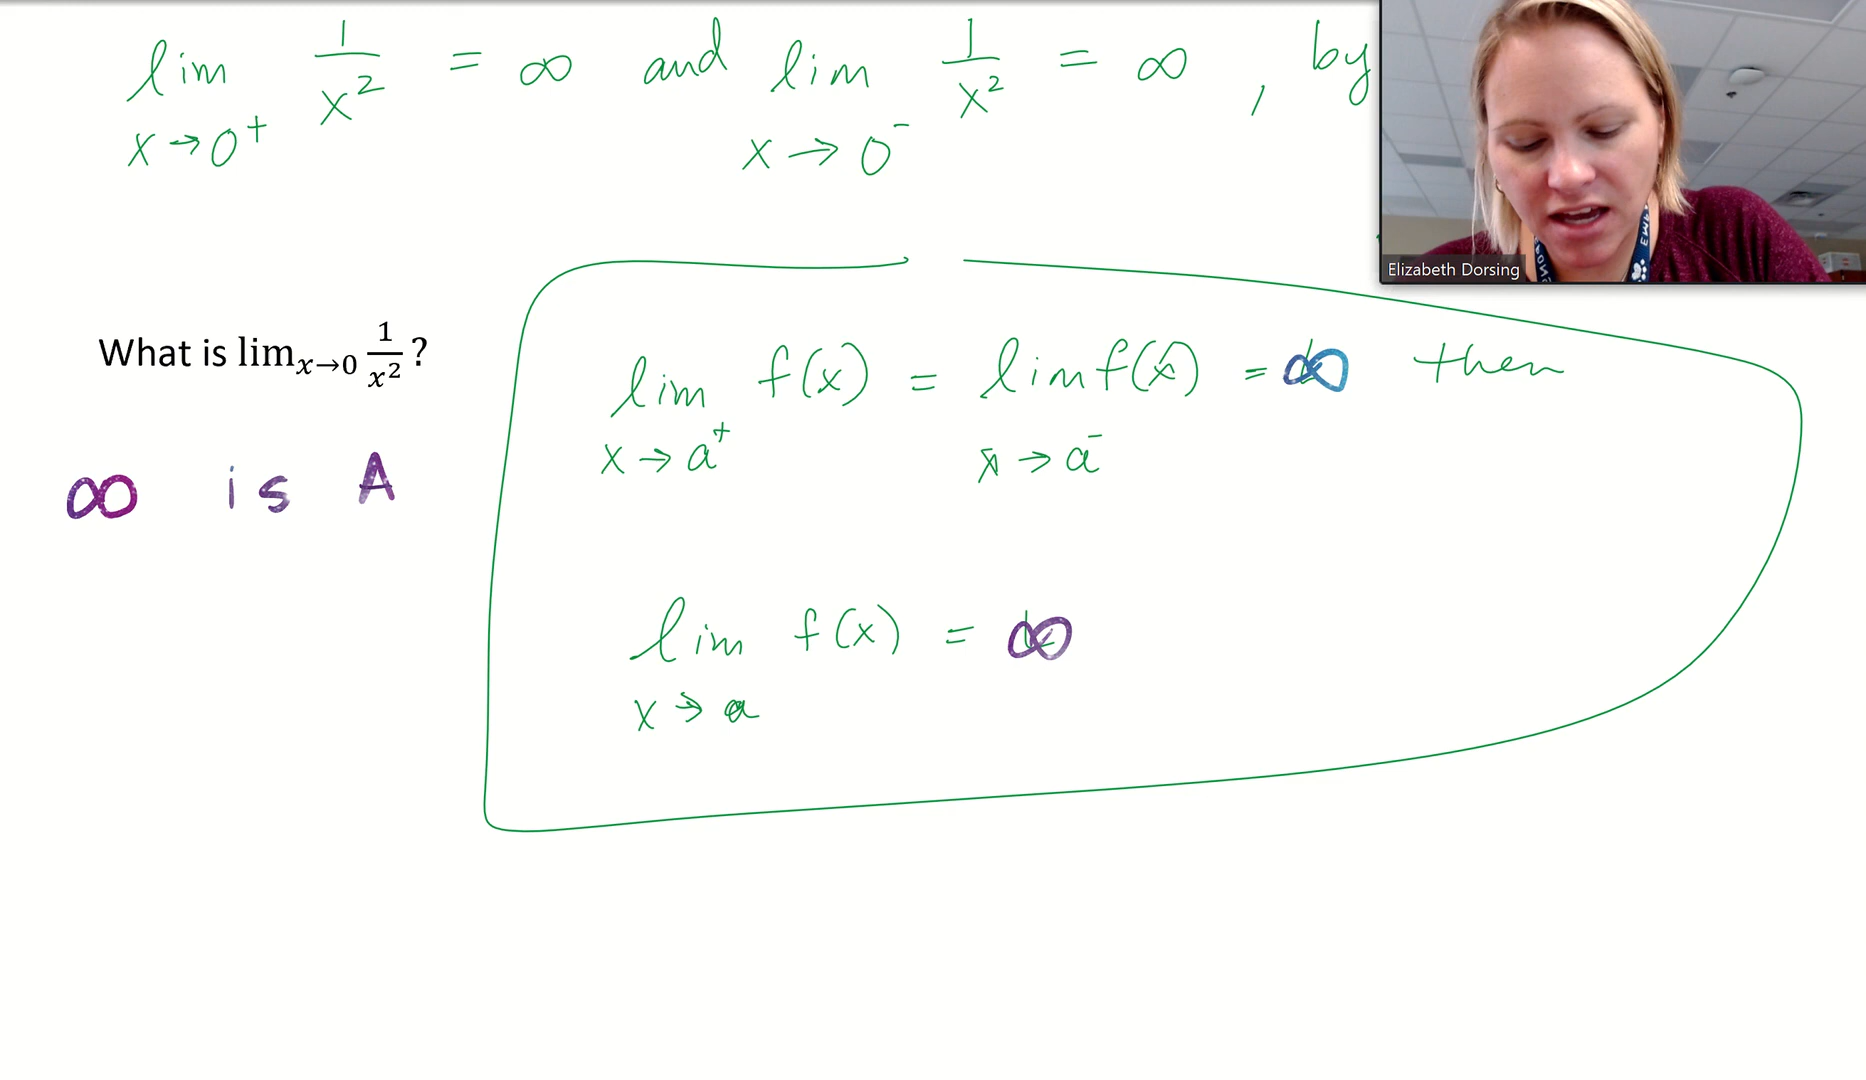 lim 1/x² = ∞ and lim 1/x² = ∞ , by
x→0⁺ x→0⁻
Elizabeth Dorsing
What is limₓ→₀ 1/x² ?
lim f(x) = lim f(x) = ∞ then
x→a⁺ x→a⁻
∞ is A
lim f(x) = ∞
x→a